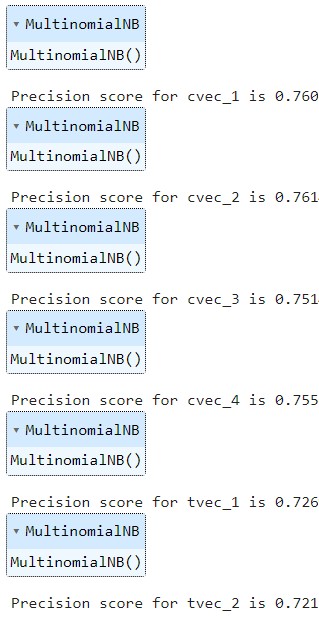 ▾ MultinomialNB
MultinomialNB()
Precision score for cvec_1 is 0.760
▾ MultinomialNB
MultinomialNB()
Precision score for cvec_2 is 0.761
▾ MultinomialNB
MultinomialNB()
Precision score for cvec_3 is 0.751
▾ MultinomialNB
MultinomialNB()
Precision score for cvec_4 is 0.755
▾ MultinomialNB
MultinomialNB()
Precision score for tvec_1 is 0.726
▾ MultinomialNB
MultinomialNB()
Precision score for tvec_2 is 0.721